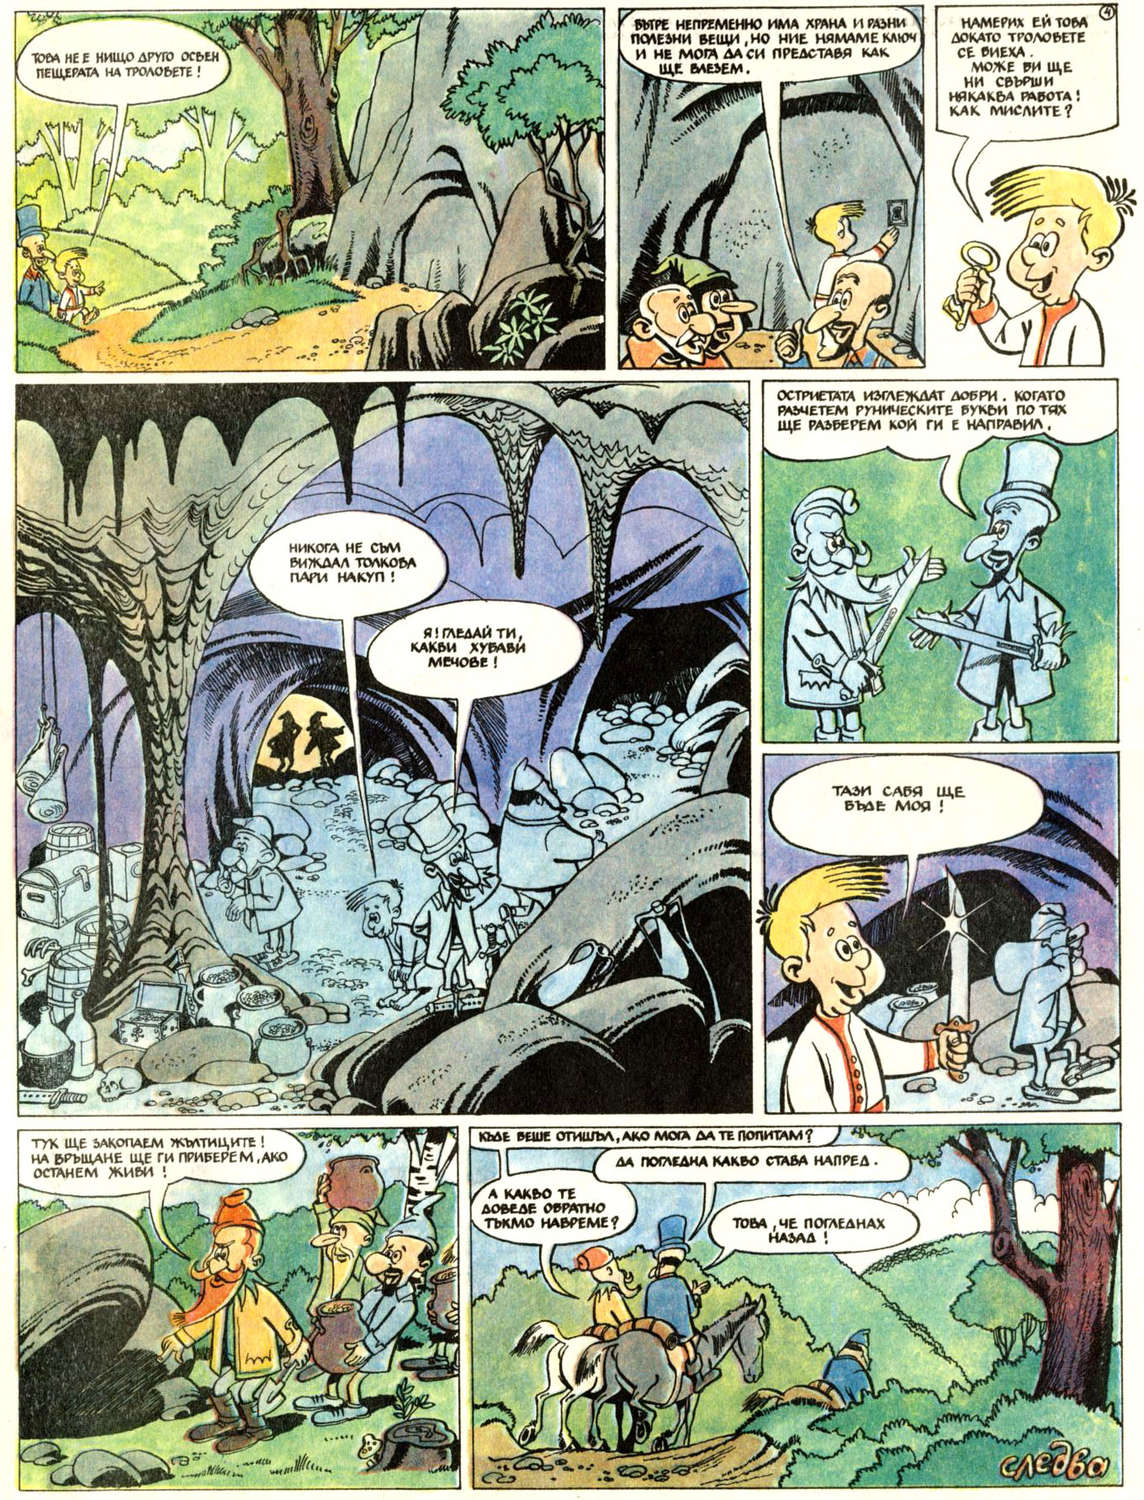 ТОВА НЕ Е НИЩО ДРУГО ОСВЕН
ПЕЩЕРАТА НА ТРОЛОВЕТЕ!
ВЪТРЕ НЕПРЕМЕННО ИМА ХРАНА И РАЗНИ
ПОЛЕЗНИ ВЕЩИ, НО НИЕ НЯМАМЕ КЛЮЧ
И НЕ МОГА ДА СИ ПРЕДСТАВЯ КАК
ЩЕ ВЛЕЗЕМ.
4
НАМЕРИХ ЕЙ ТОВА
ДОКАТО ТРОЛОВЕТЕ
СЕ БИЕХА.
МОЖЕ БИ ЩЕ
НИ СВЪРШИ
НЯКАКВА РАБОТА!
КАК МИСЛИТЕ?
НИКОГА НЕ СЪМ
ВИЖДАЛ ТОЛКОВА
ПАРИ НАКУП!
Я! ГЛЕДАЙ ТИ,
КАКВИ ХУБАВИ
МЕЧОВЕ!
ОСТРИЕТАТА ИЗГЛЕЖДАТ ДОБРИ. КОГАТО
РАЗЧЕТЕМ РУНИЧЕСКИТЕ БУКВИ ПО ТЯХ
ЩЕ РАЗБЕРЕМ КОЙ ГИ Е НАПРАВИЛ.
ТАЗИ САБЯ ЩЕ
БЪДЕ МОЯ!
ТУК ЩЕ ЗАКОПАЕМ ЖЪЛТИЦИТЕ!
НА ВРЪЩАНЕ ЩЕ ГИ ПРИБЕРЕМ, АКО
ОСТАНЕМ ЖИВИ!
КЪДЕ БЕШЕ ОТИШЪЛ, АКО МОГА ДА ТЕ ПОПИТАМ?
ДА ПОГЛЕДНА КАКВО СТАВА НАПРЕД.
А КАКВО ТЕ
ДОВЕДЕ ОБРАТНО
ТЪКМО НАВРЕМЕ?
ТОВА, ЧЕ ПОГЛЕДНАХ
НАЗАД!
следва